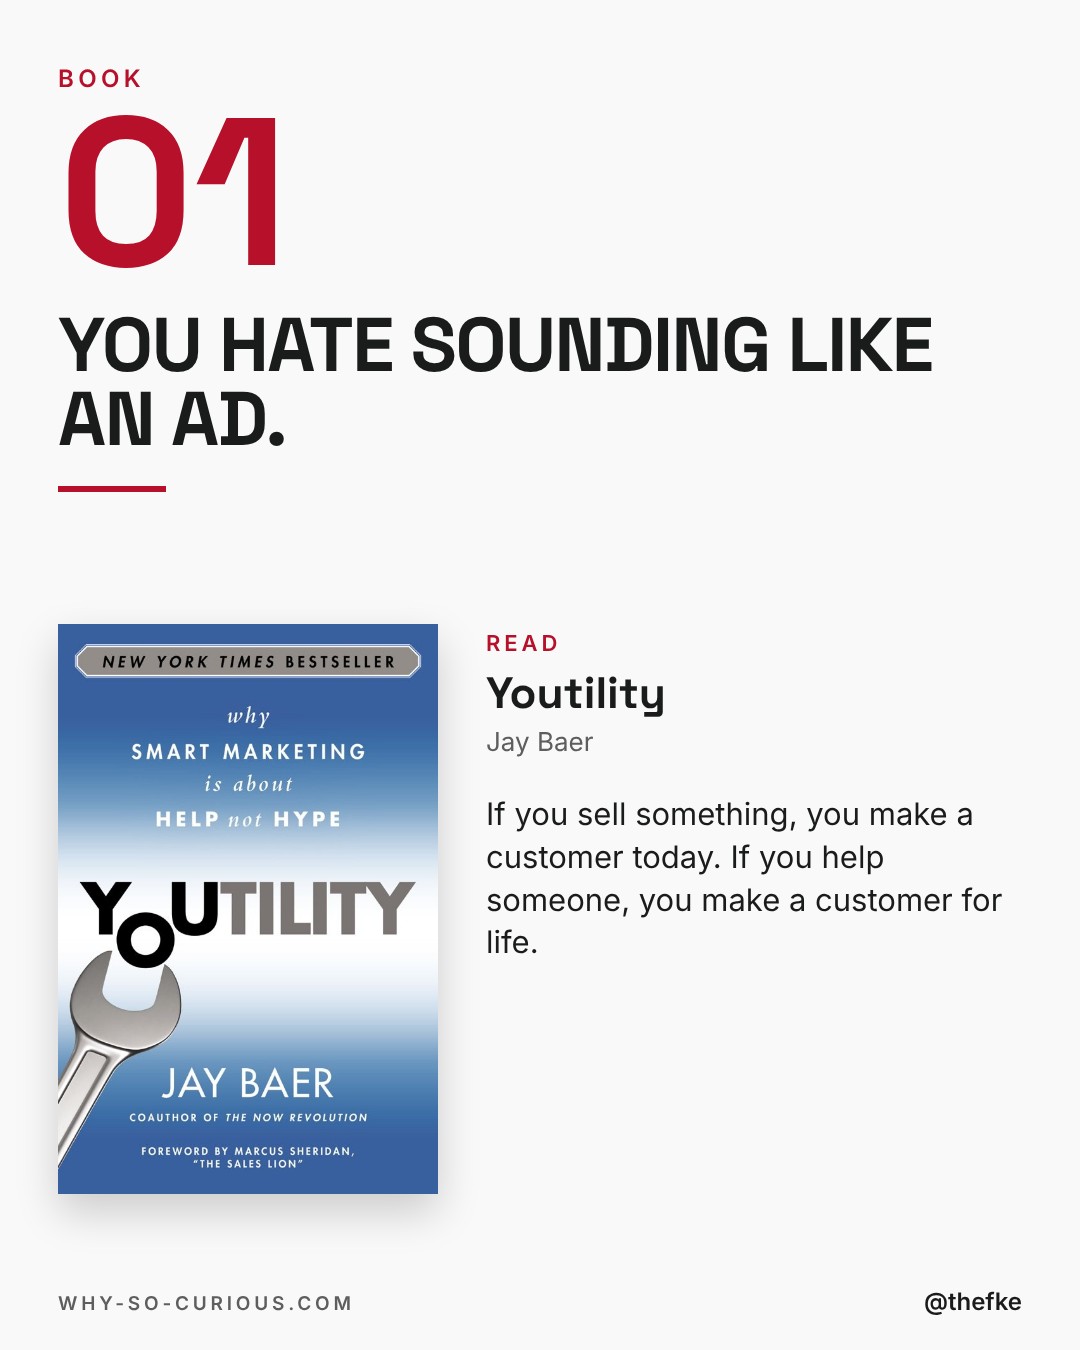 BOOK
01
YOU HATE SOUNDING LIKE
AN AD.
NEW YORK TIMES BESTSELLER
why
SMART MARKETING
is about
HELP not HYPE
YOUTILITY
JAY BAER
COAUTHOR OF THE NOW REVOLUTION
FOREWORD BY MARCUS SHERIDAN,
"THE SALES LION"
READ
Youtility
Jay Baer
If you sell something, you make a
customer today. If you help
someone, you make a customer for
life.
WHY-SO-CURIOUS.COM
@thefke